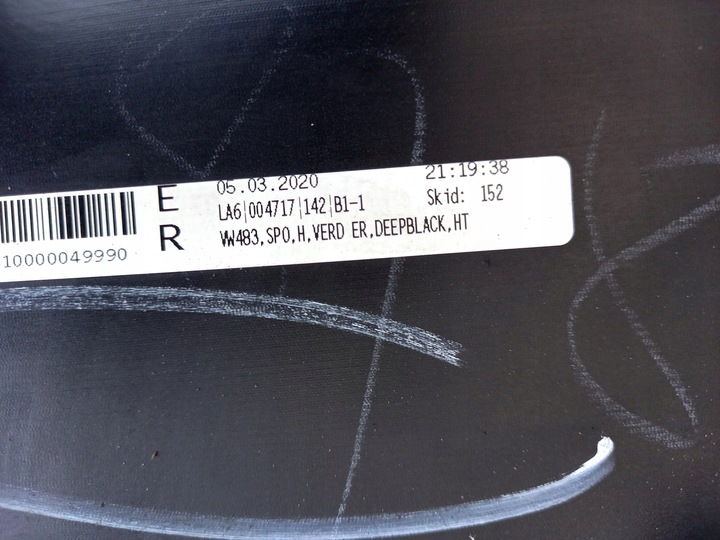 E 05.03.2020 21:19:38
LA6|004717|142|B1-1 Skid: 152
R VW483,SPO,H,VERD ER,DEEPBLACK,HT
10000049990